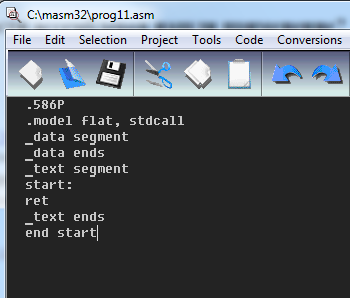 C:\masm32\prog11.asm
File Edit Selection Project Tools Code Conversions
.586P
.model flat, stdcall
_data segment
_data ends
_text segment
start:
ret
_text ends
end start